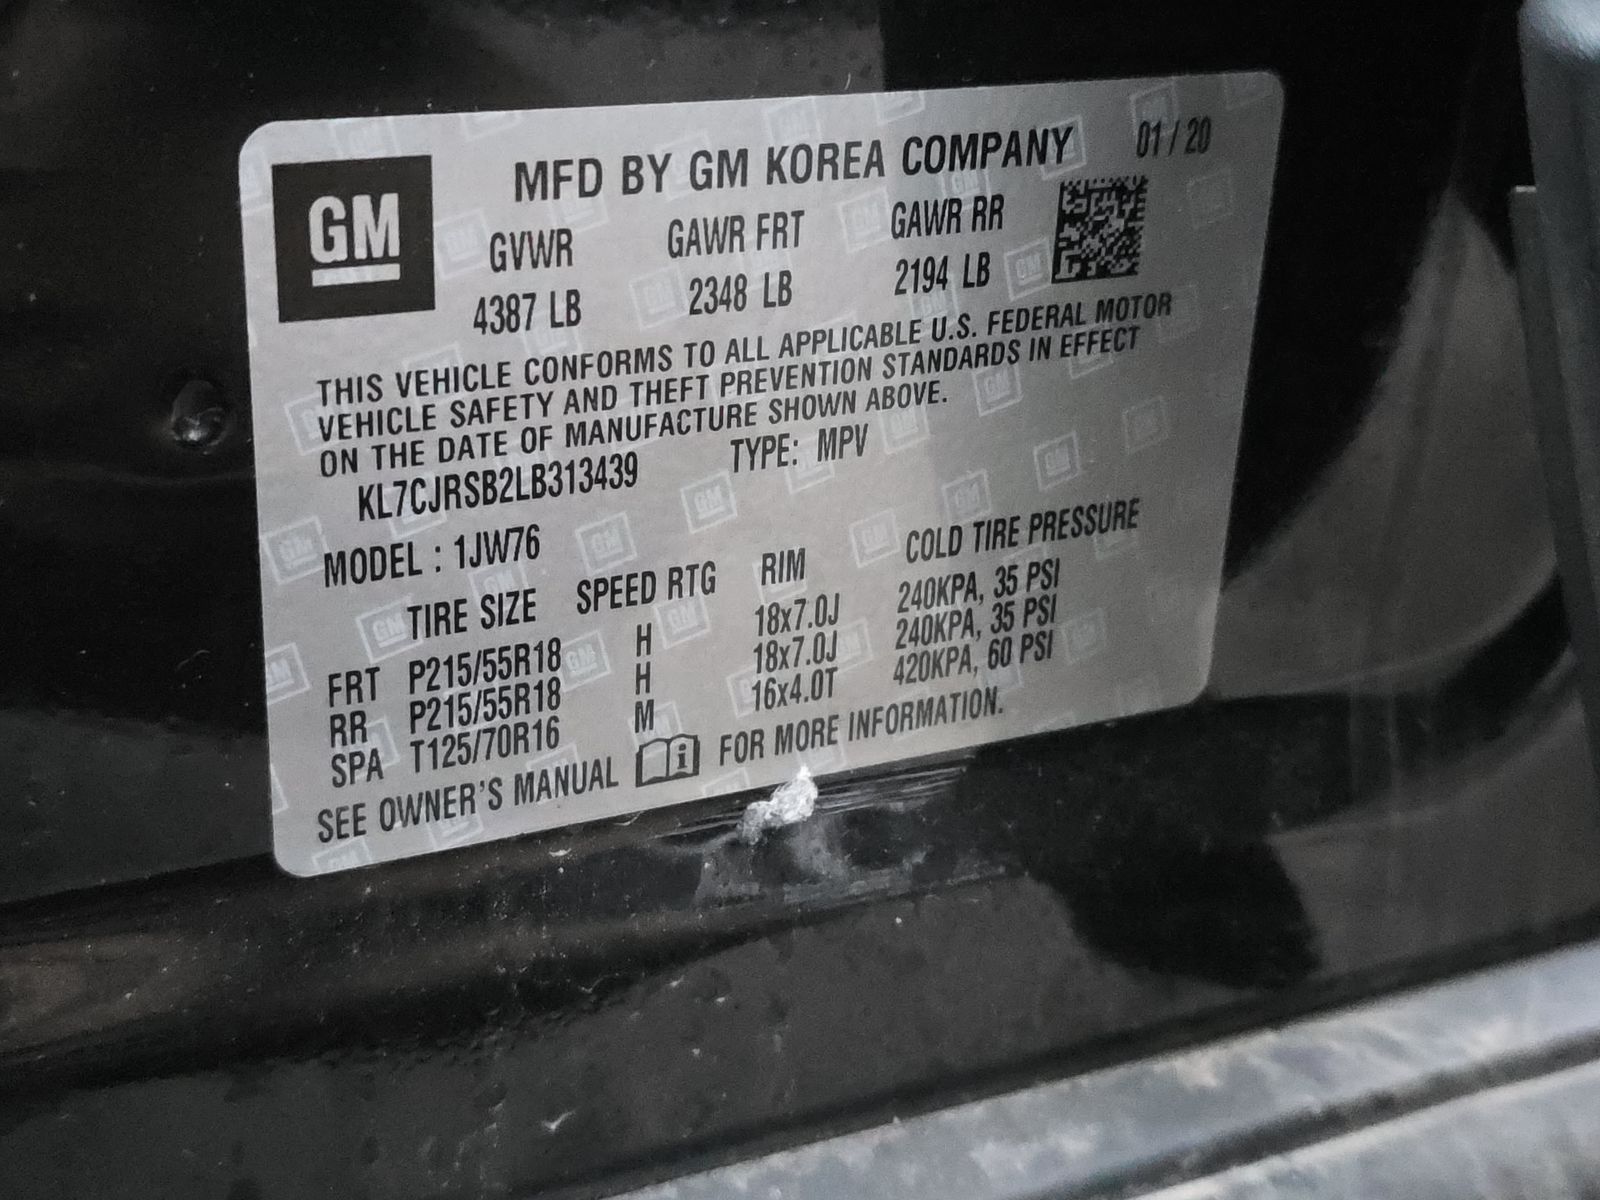 GM
MFD BY GM KOREA COMPANY 01 / 20
GVWR GAWR FRT GAWR RR
4387 LB 2348 LB 2194 LB
THIS VEHICLE CONFORMS TO ALL APPLICABLE U.S. FEDERAL MOTOR
VEHICLE SAFETY AND THEFT PREVENTION STANDARDS IN EFFECT
ON THE DATE OF MANUFACTURE SHOWN ABOVE.
KL7CJRSB2LB313439 TYPE: MPV
MODEL : 1JW76
TIRE SIZE SPEED RTG RIM COLD TIRE PRESSURE
FRT P215/55R18 H 18x7.0J 240KPA, 35 PSI
RR P215/55R18 H 18x7.0J 240KPA, 35 PSI
SPA T125/70R16 M 16x4.0T 420KPA, 60 PSI
SEE OWNER'S MANUAL i FOR MORE INFORMATION.